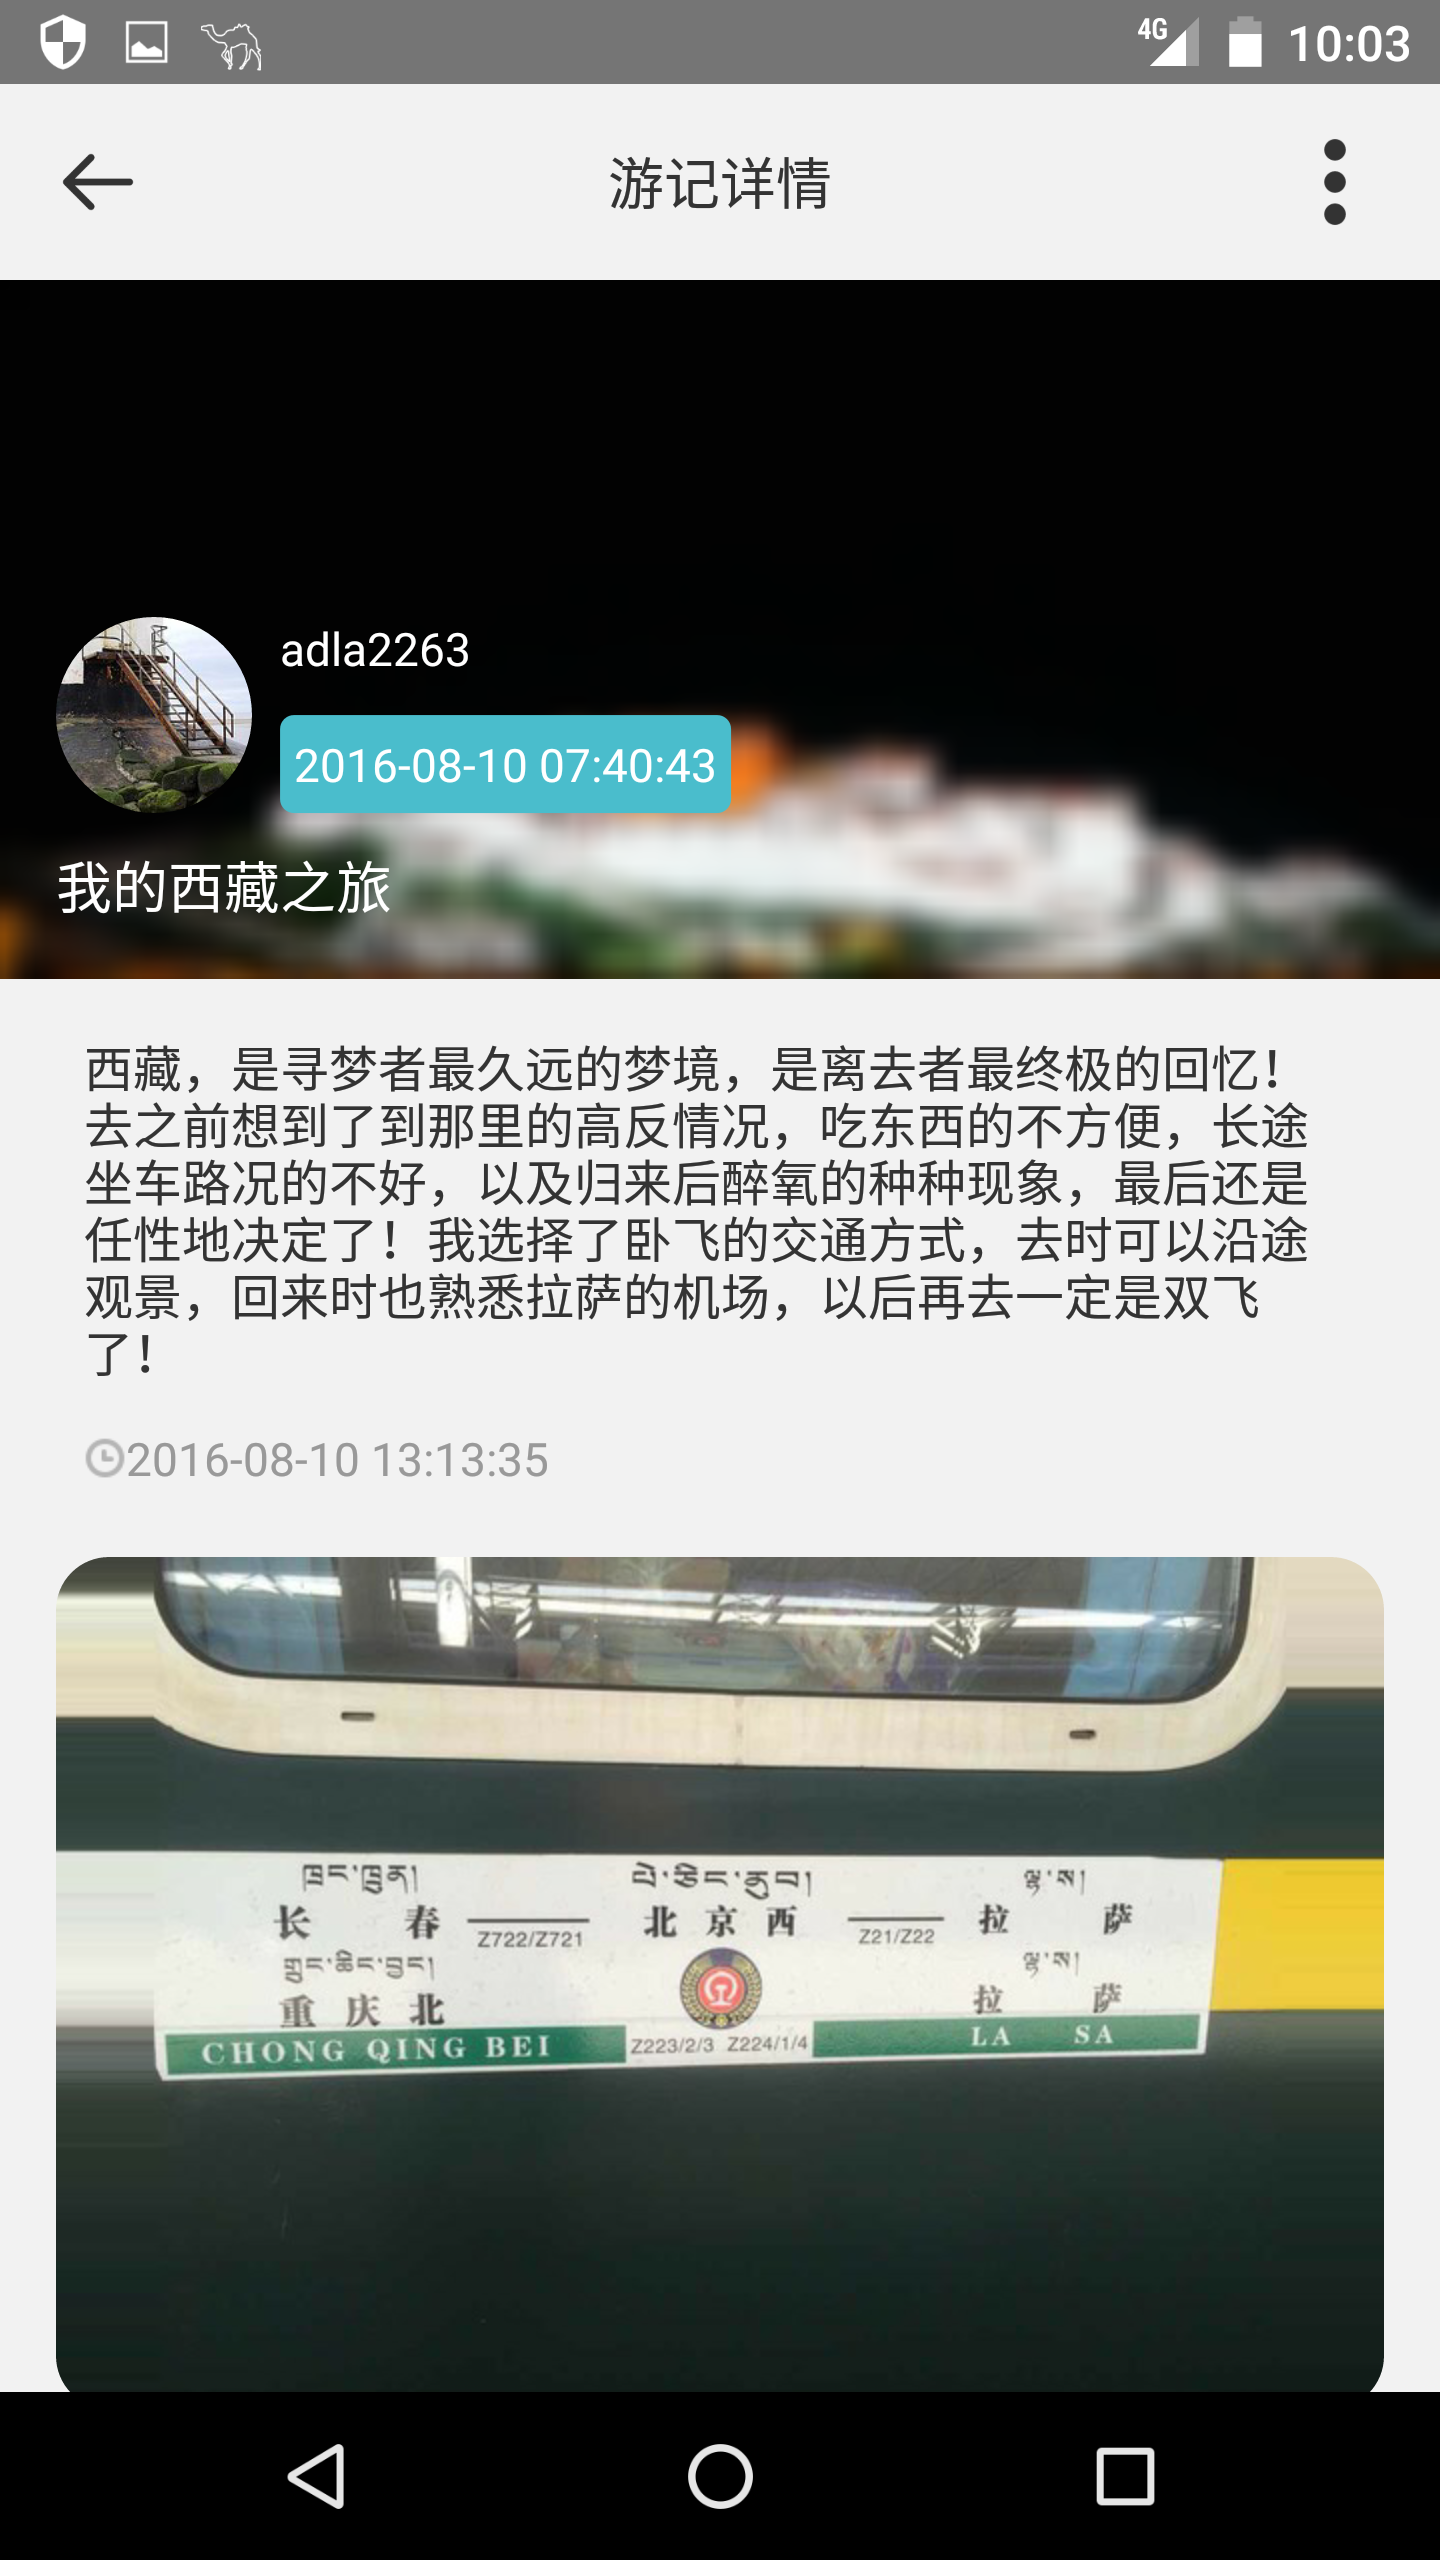 4G
10:03
游记详情
adla2263
2016-08-10 07:40:43
我的西藏之旅
西藏，是寻梦者最久远的梦境，是离去者最终极的回忆！
去之前想到了到那里的高反情况，吃东西的不方便，长途
坐车路况的不好，以及归来后醉氧的种种现象，最后还是
任性地决定了！我选择了卧飞的交通方式，去时可以沿途
观景，回来时也熟悉拉萨的机场，以后再去一定是双飞
了！
2016-08-10 13:13:35
ཁྲང་ཁྲུན། པེ་ཅིང་ནུབ། ལྷ་ས།
长 春 Z722/Z721 北 京 西 Z21/Z22 拉 萨
ཀྲུང་ཆིང་བྱང། ལྷ་ས།
重 庆 北 拉 萨
CHONG QING BEI Z223/2/3 Z224/1/4 LA SA